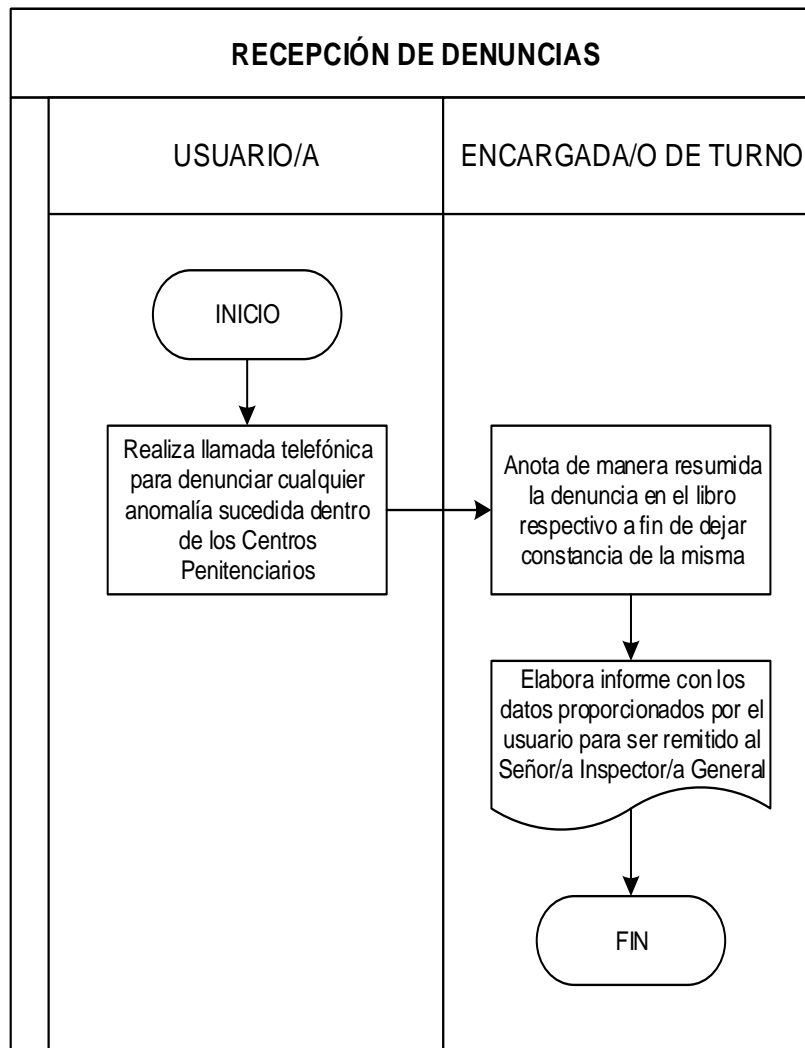 RECEPCIÓN DE DENUNCIAS
USUARIO/A
ENCARGADA/O DE TURNO
INICIO
Realiza llamada telefónica
para denunciar cualquier
anomalía sucedida dentro
de los Centros
Penitenciarios
Anota de manera resumida
la denuncia en el libro
respectivo a fin de dejar
constancia de la misma
Elabora informe con los
datos proporcionados por el
usuario para ser remitido al
Señor/a Inspector/a General
FIN